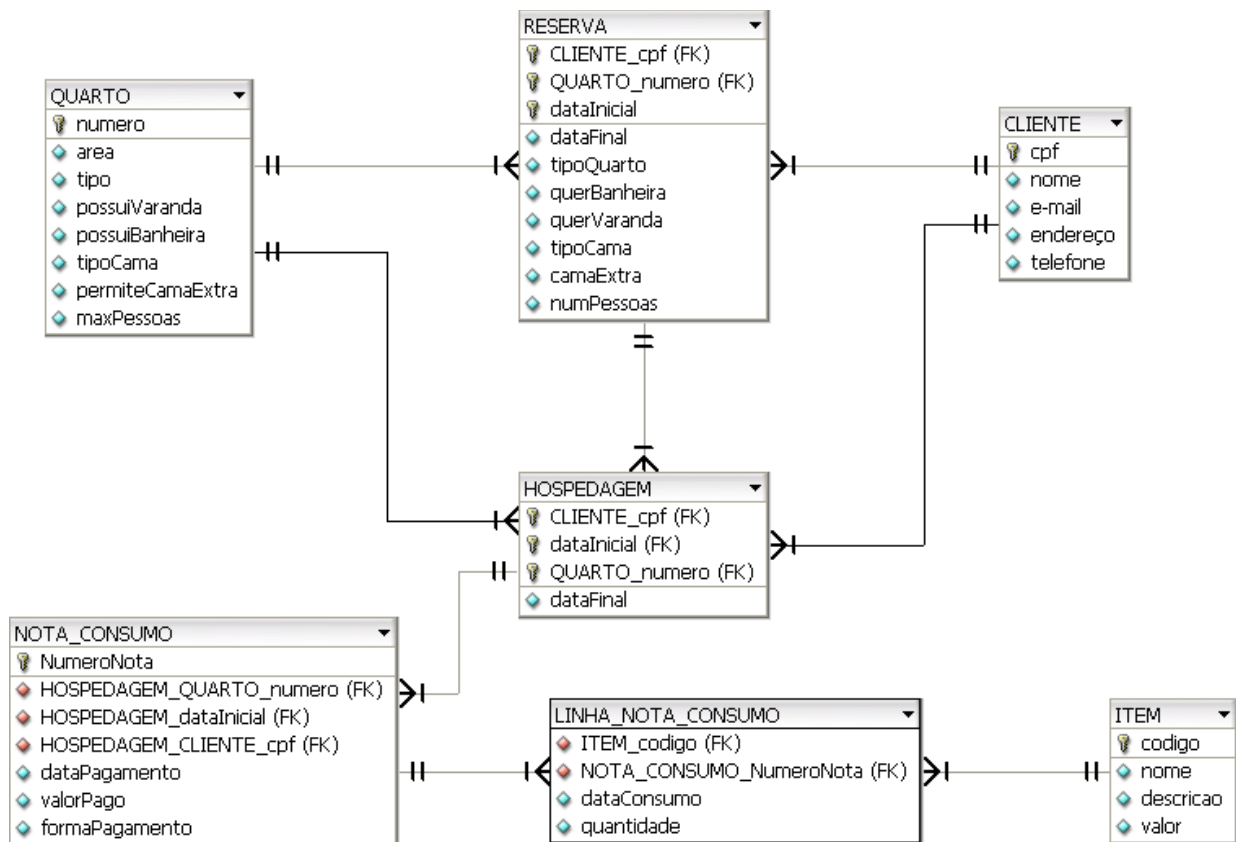 RESERVA
CLIENTE_cpf (FK)
QUARTO_numero (FK)
dataInicial
dataFinal
tipoQuarto
querBanheira
querVaranda
tipoCama
camaExtra
numPessoas
QUARTO
numero
area
tipo
possuiVaranda
possuiBanheira
tipoCama
permiteCamaExtra
maxPessoas
CLIENTE
cpf
nome
e-mail
endereço
telefone
HOSPEDAGEM
CLIENTE_cpf (FK)
dataInicial (FK)
QUARTO_numero (FK)
dataFinal
NOTA_CONSUMO
NumeroNota
HOSPEDAGEM_QUARTO_numero (FK)
HOSPEDAGEM_dataInicial (FK)
HOSPEDAGEM_CLIENTE_cpf (FK)
dataPagamento
valorPago
formaPagamento
LINHA_NOTA_CONSUMO
ITEM_codigo (FK)
NOTA_CONSUMO_NumeroNota (FK)
dataConsumo
quantidade
ITEM
codigo
nome
descricao
valor